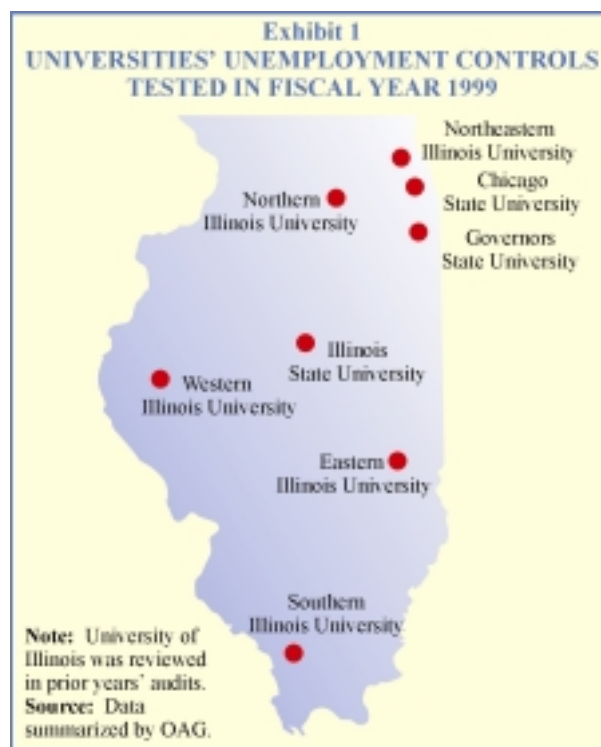 Exhibit 1
UNIVERSITIES' UNEMPLOYMENT CONTROLS
TESTED IN FISCAL YEAR 1999
Northeastern
Illinois University
Chicago
State University
Northern
Illinois University
Governors
State University
Illinois
State University
Western
Illinois University
Eastern
Illinois University
Southern
Illinois University
Note: University of
Illinois was reviewed
in prior years' audits.
Source: Data
summarized by OAG.